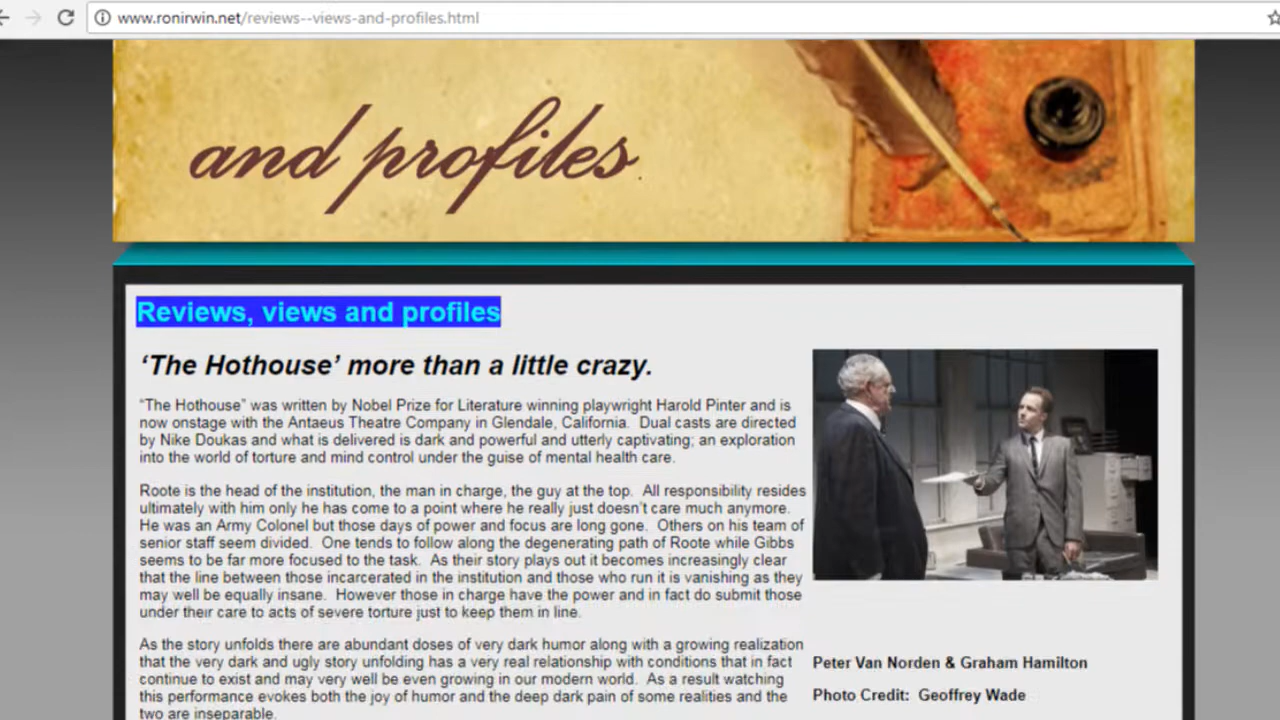 www.ronirwin.net/reviews--views-and-profiles.html
and profiles.
Reviews, views and profiles
‘The Hothouse’ more than a little crazy.
“The Hothouse” was written by Nobel Prize for Literature winning playwright Harold Pinter and is
now onstage with the Antaeus Theatre Company in Glendale, California.  Dual casts are directed
by Nike Doukas and what is delivered is dark and powerful and utterly captivating; an exploration
into the world of torture and mind control under the guise of mental health care.
Roote is the head of the institution, the man in charge, the guy at the top.  All responsibility resides
ultimately with him only he has come to a point where he really just doesn’t care much anymore.
He was an Army Colonel but those days of power and focus are long gone.  Others on his team of
senior staff seem divided.  One tends to follow along the degenerating path of Roote while Gibbs
seems to be far more focused to the task.  As their story plays out it becomes increasingly clear
that the line between those incarcerated in the institution and those who run it is vanishing as they
may well be equally insane.  However those in charge have the power and in fact do submit those
under their care to acts of severe torture just to keep them in line.
As the story unfolds there are abundant doses of very dark humor along with a growing realization
that the very dark and ugly story unfolding has a very real relationship with conditions that in fact
continue to exist and may very well be even growing in our modern world.  As a result watching
this performance evokes both the joy of humor and the deep dark pain of some realities and the
two are inseparable.
Peter Van Norden & Graham Hamilton
Photo Credit:  Geoffrey Wade